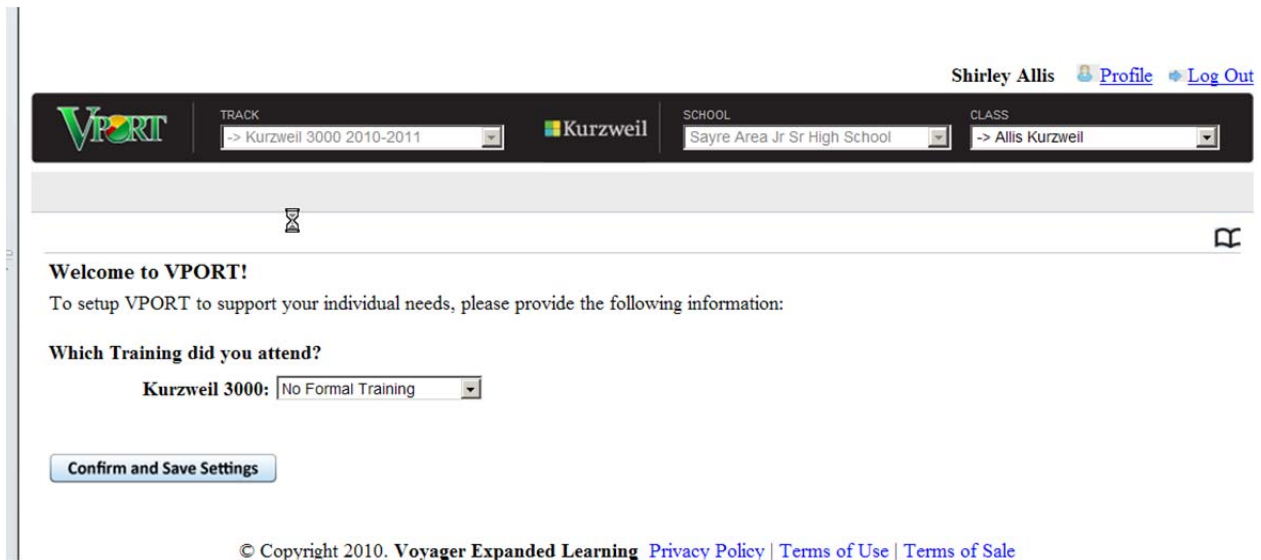 Shirley Allis Profile Log Out
VPORT
TRACK
-> Kurzweil 3000 2010-2011
Kurzweil
SCHOOL
Sayre Area Jr Sr High School
CLASS
-> Allis Kurzweil
Welcome to VPORT!
To setup VPORT to support your individual needs, please provide the following information:
Which Training did you attend?
Kurzweil 3000: No Formal Training
Confirm and Save Settings
© Copyright 2010. Voyager Expanded Learning Privacy Policy | Terms of Use | Terms of Sale